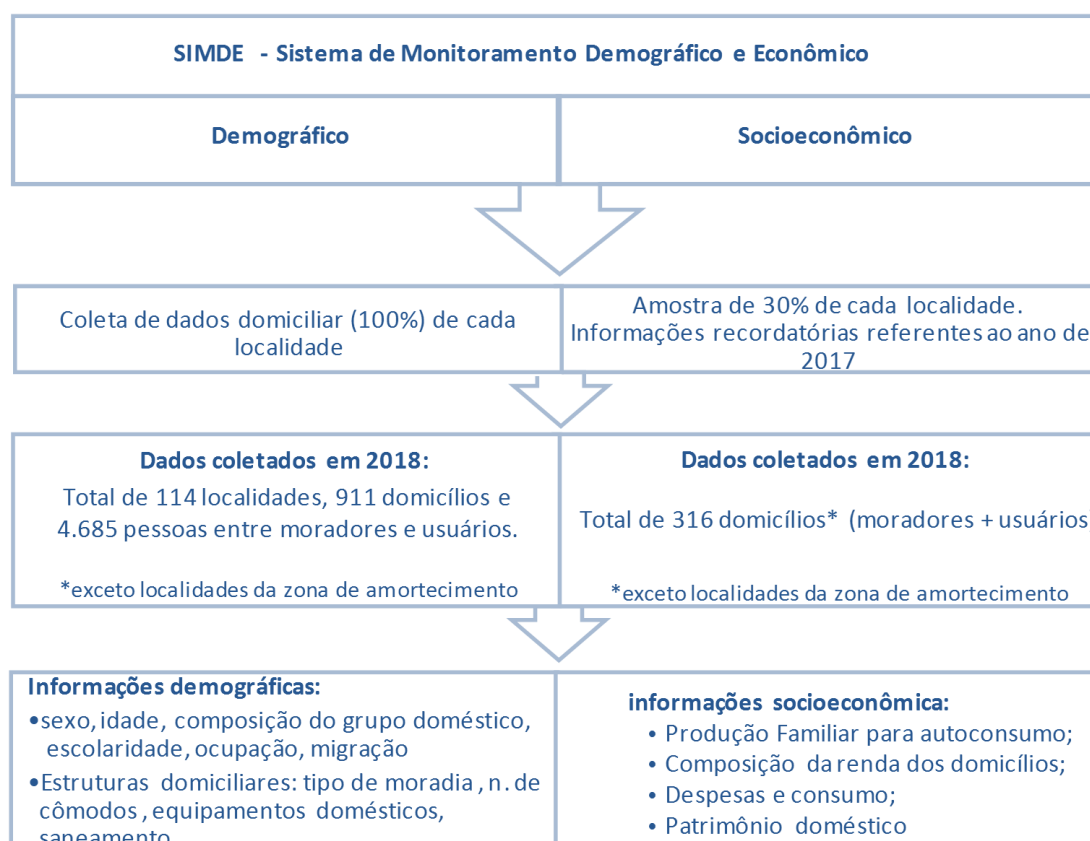 SIMDE - Sistema de Monitoramento Demográfico e Econômico
Demográfico
Socioeconômico
Coleta de dados domiciliar (100%) de cada
localidade
Amostra de 30% de cada localidade.
Informações recordatórias referentes ao ano de
2017
Dados coletados em 2018:
Total de 114 localidades, 911 domicílios e
4.685 pessoas entre moradores e usuários.
*exceto localidades da zona de amortecimento
Dados coletados em 2018:
Total de 316 domicílios* (moradores + usuários
*exceto localidades da zona de amortecimento
Informações demográficas:
•sexo, idade, composição do grupo doméstico,
escolaridade, ocupação, migração
•Estruturas domiciliares: tipo de moradia, n. de
cômodos, equipamentos domésticos,
saneamento
informações socioeconômica:
• Produção Familiar para autoconsumo;
• Composição da renda dos domicílios;
• Despesas e consumo;
• Patrimônio doméstico